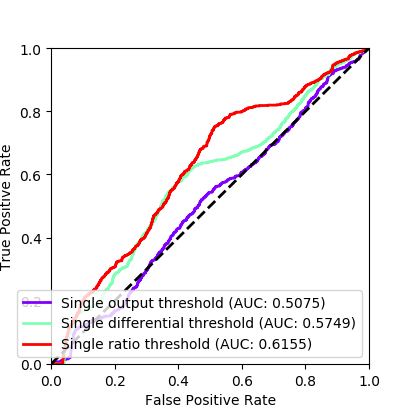 1.0
0.8
0.6
0.4
0.2
0.0
True Positive Rate
Single output threshold (AUC: 0.5075)
Single differential threshold (AUC: 0.5749)
Single ratio threshold (AUC: 0.6155)
0.0 0.2 0.4 0.6 0.8 1.0
False Positive Rate